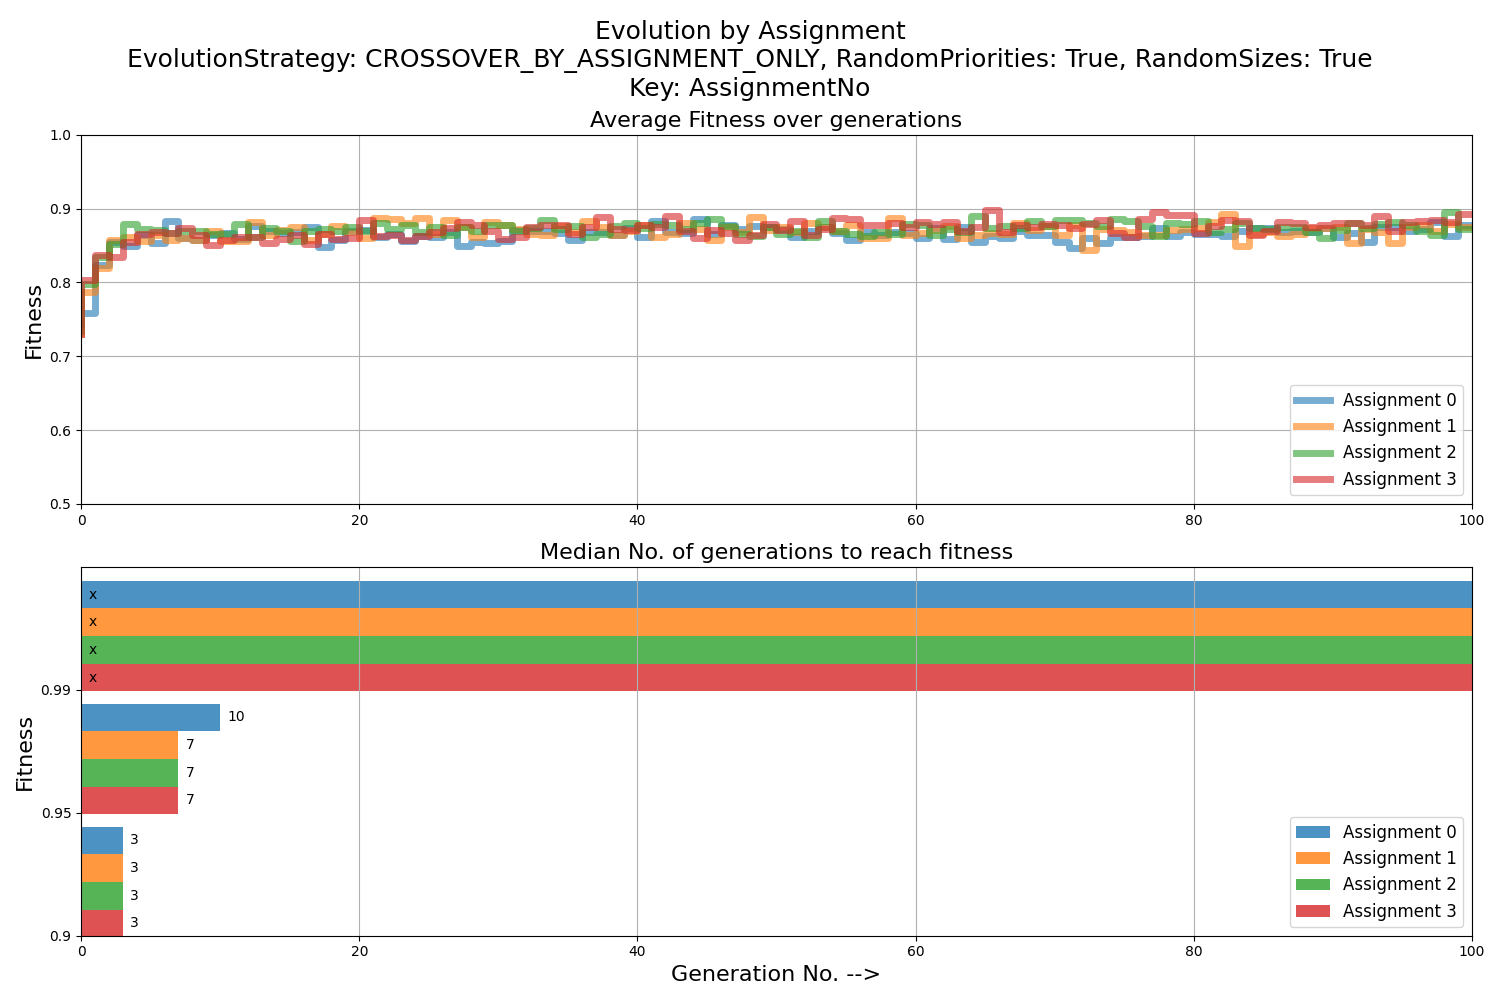 Evolution by Assignment
EvolutionStrategy: CROSSOVER_BY_ASSIGNMENT_ONLY, RandomPriorities: True, RandomSizes: True
Key: AssignmentNo
Average Fitness over generations
Fitness
1.0
0.9
0.8
0.7
0.6
0.5
0 20 40 60 80 100
Assignment 0
Assignment 1
Assignment 2
Assignment 3
Median No. of generations to reach fitness
Fitness
x
x
x
x
0.99
10
7
7
7
0.95
3
3
3
3
0.9
Assignment 0
Assignment 1
Assignment 2
Assignment 3
0 20 40 60 80 100
Generation No. -->